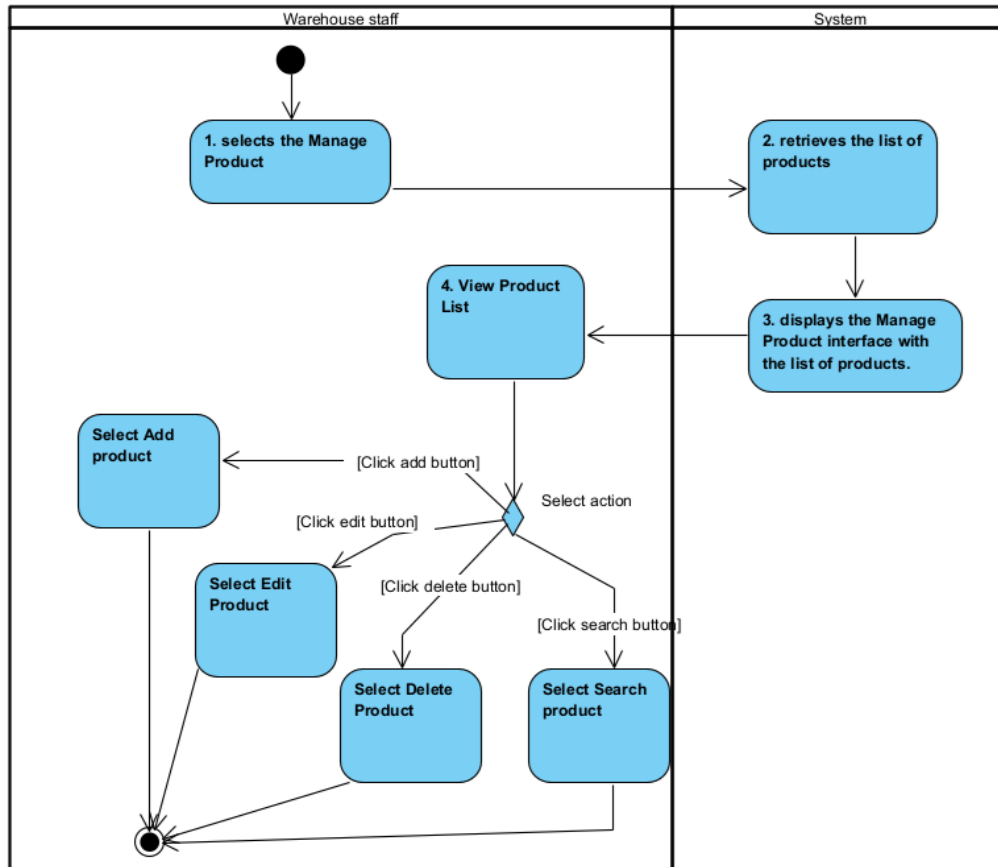 Warehouse staff
System
1. selects the Manage
Product
2. retrieves the list of
products
4. View Product
List
3. displays the Manage
Product interface with
the list of products.
Select Add
product
[Click add button]
Select action
[Click edit button]
Select Edit
Product
[Click delete button]
[Click search button]
Select Delete
Product
Select Search
product